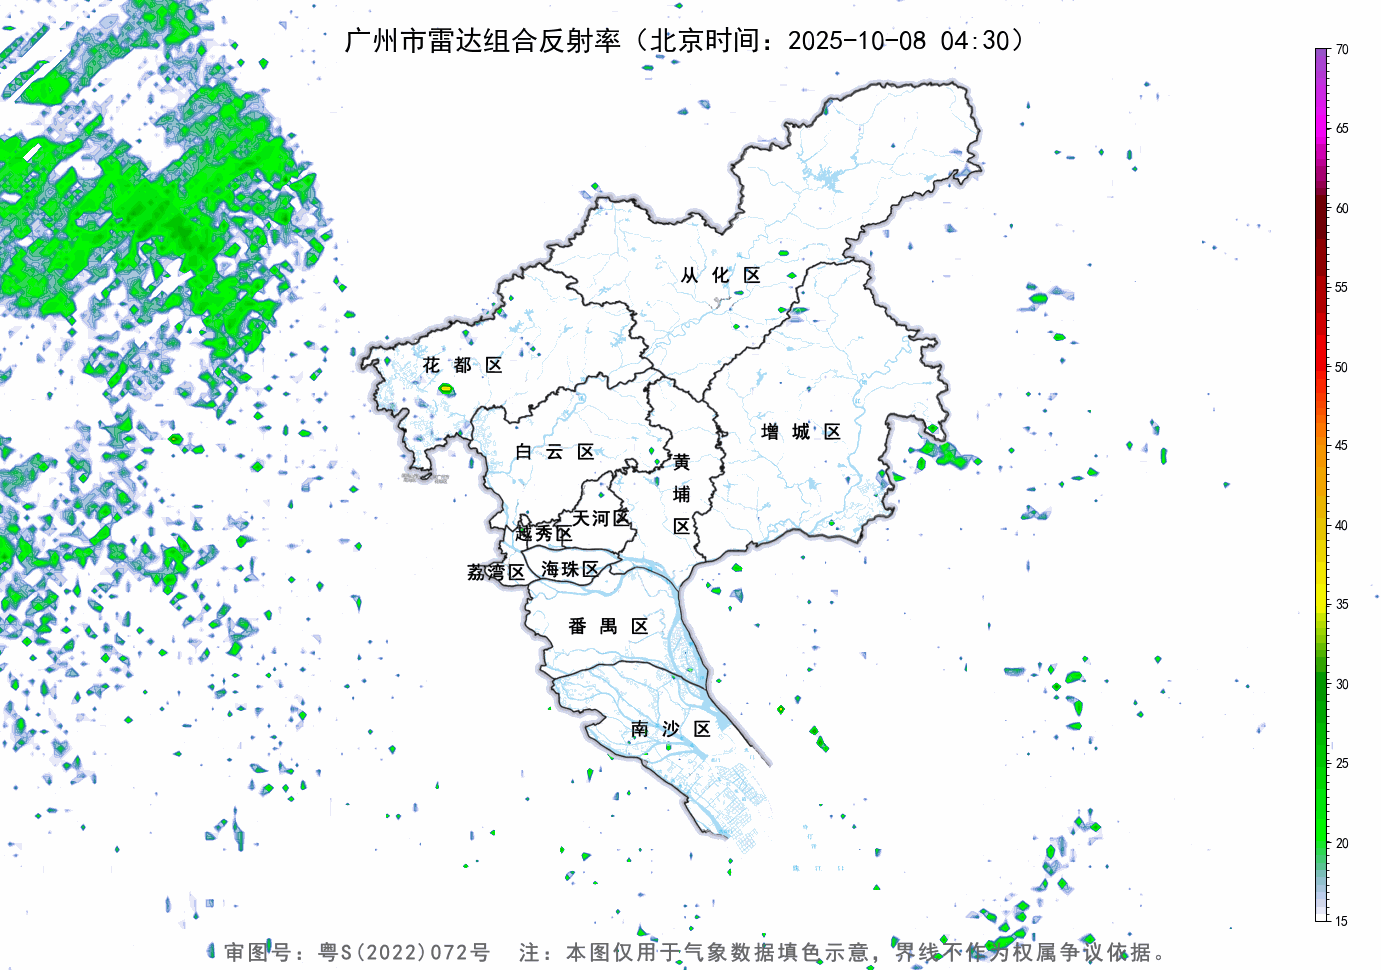 广州市雷达组合反射率（北京时间：2025-10-08 04:30）
70
65
60
55
50
45
40
35
30
25
20
15
从化区
花都区
增城区
白云区
黄埔区
天河区
越秀区
荔湾区
海珠区
番禺区
南沙区
审图号：粤S(2022)072号 注：本图仅用于气象数据填色示意，界线不作为权属争议依据。